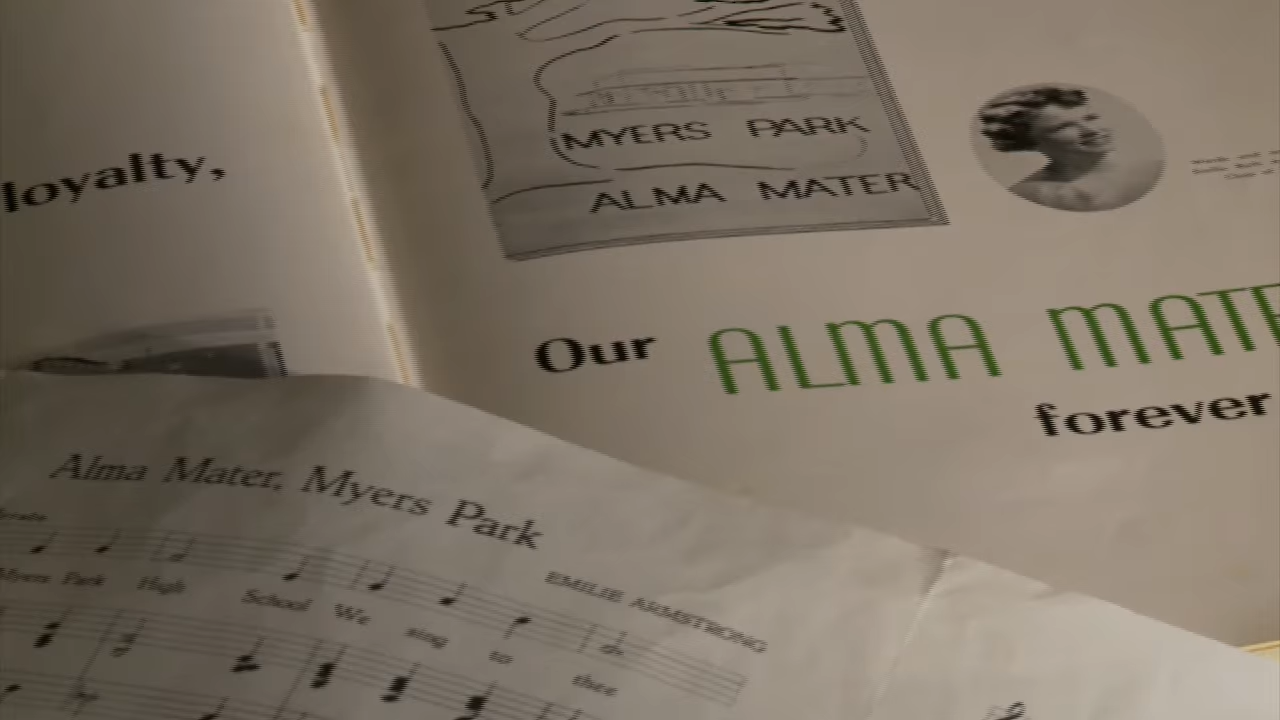 loyalty,
MYERS PARK
ALMA MATER
Our ALMA MATE
forever
Alma Mater, Myers Park
EMILIE ARMSTRONG
Myers Park High School We sing to thee